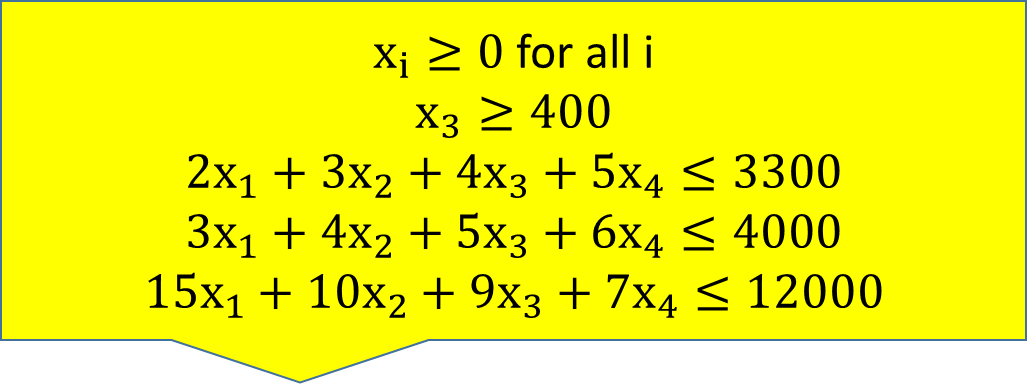 xᵢ ≥ 0 for all i
x₃ ≥ 400
2x₁ + 3x₂ + 4x₃ + 5x₄ ≤ 3300
3x₁ + 4x₂ + 5x₃ + 6x₄ ≤ 4000
15x₁ + 10x₂ + 9x₃ + 7x₄ ≤ 12000